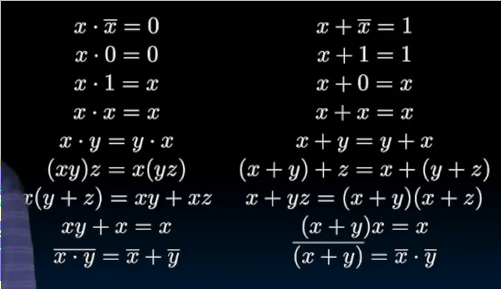 x · x̅ = 0    x + x̅ = 1
x · 0 = 0    x + 1 = 1
x · 1 = x    x + 0 = x
x · x = x    x + x = x
x · y = y · x    x + y = y + x
(xy)z = x(yz)    (x + y) + z = x + (y + z)
x(y + z) = xy + xz    x + yz = (x + y)(x + z)
xy + x = x    (x + y)x = x
x̅ ·̅ y̅ = x̅ + y̅    (̅x̅ +̅ y̅)̅ = x̅ · y̅